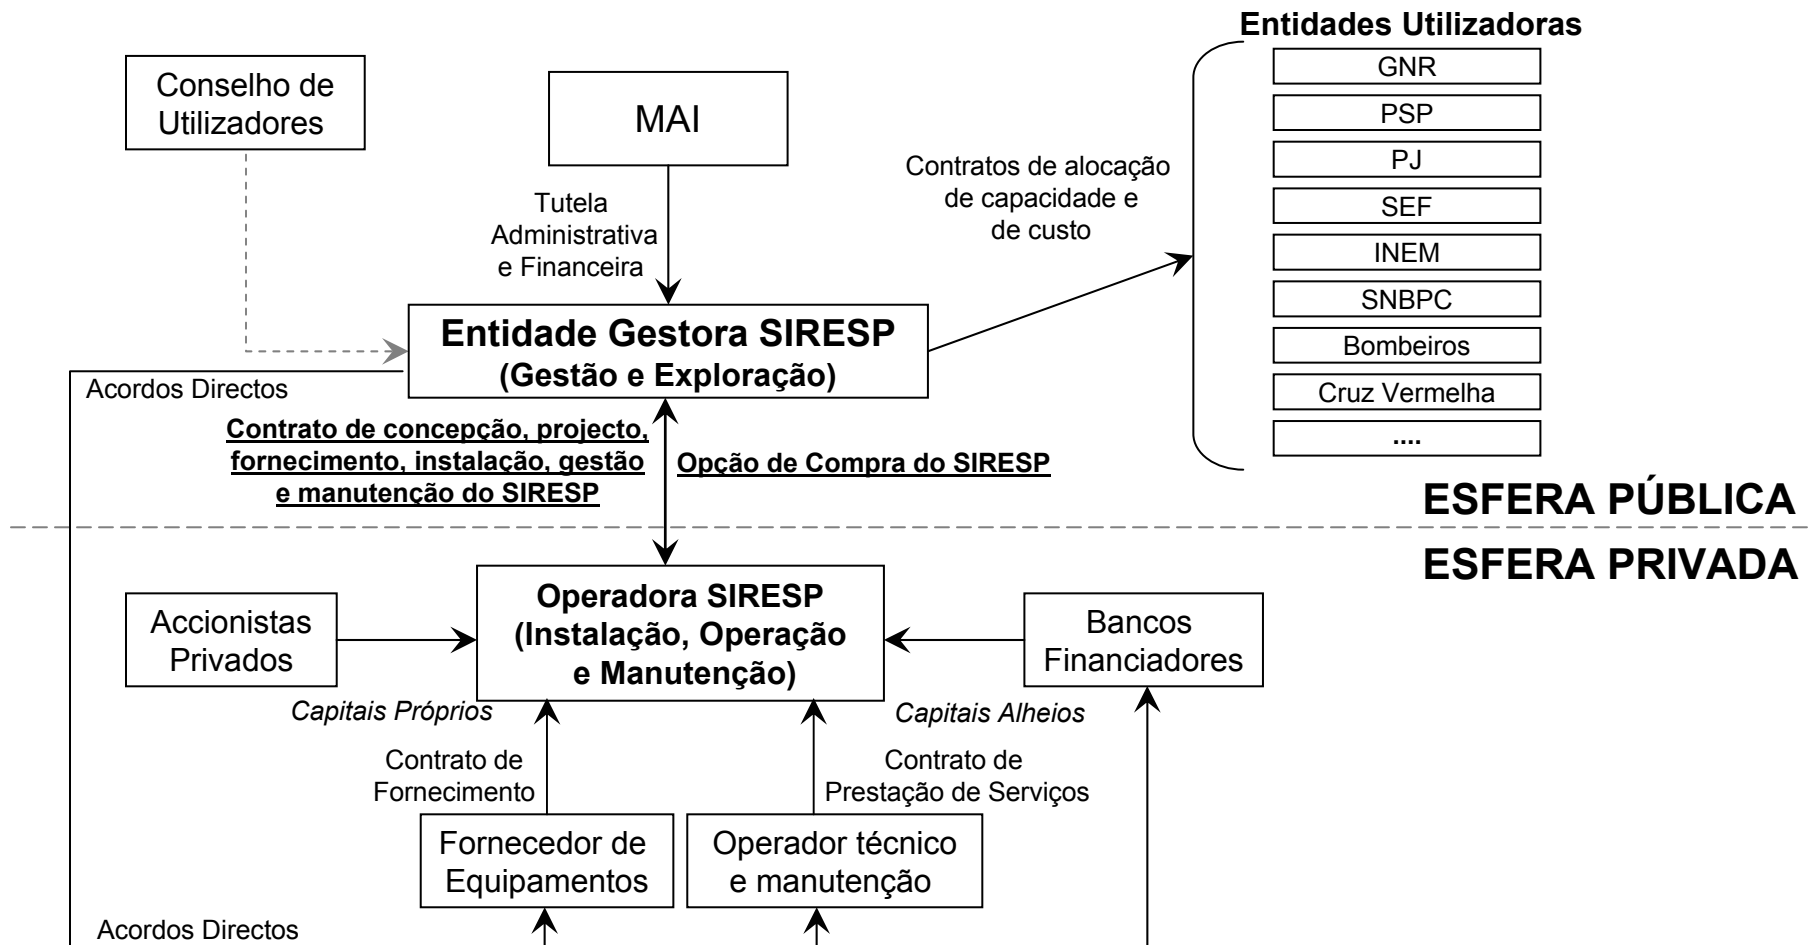 Entidades Utilizadoras
Conselho de
Utilizadores
MAI
GNR
PSP
PJ
SEF
INEM
SNBPC
Bombeiros
Cruz Vermelha
....
Contratos de alocação
de capacidade e
de custo
Tutela
Administrativa
e Financeira
Entidade Gestora SIRESP
(Gestão e Exploração)
Acordos Directos
Contrato de concepção, projecto,
fornecimento, instalação, gestão
e manutenção do SIRESP
Opção de Compra do SIRESP
ESFERA PÚBLICA
ESFERA PRIVADA
Operadora SIRESP
(Instalação, Operação
e Manutenção)
Accionistas
Privados
Bancos
Financiadores
Capitais Próprios
Capitais Alheios
Contrato de
Fornecimento
Contrato de
Prestação de Serviços
Fornecedor de
Equipamentos
Operador técnico
e manutenção
Acordos Directos